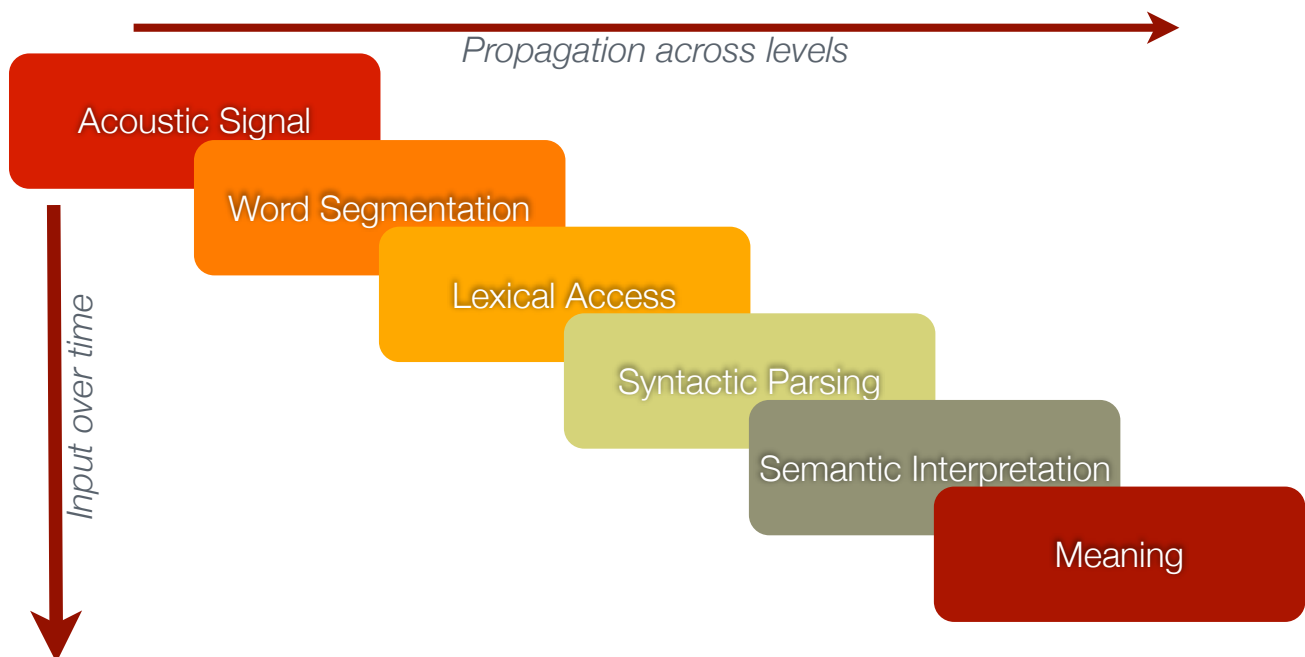 Propagation across levels
Acoustic Signal
Word Segmentation
Lexical Access
Input over time
Syntactic Parsing
Semantic Interpretation
Meaning